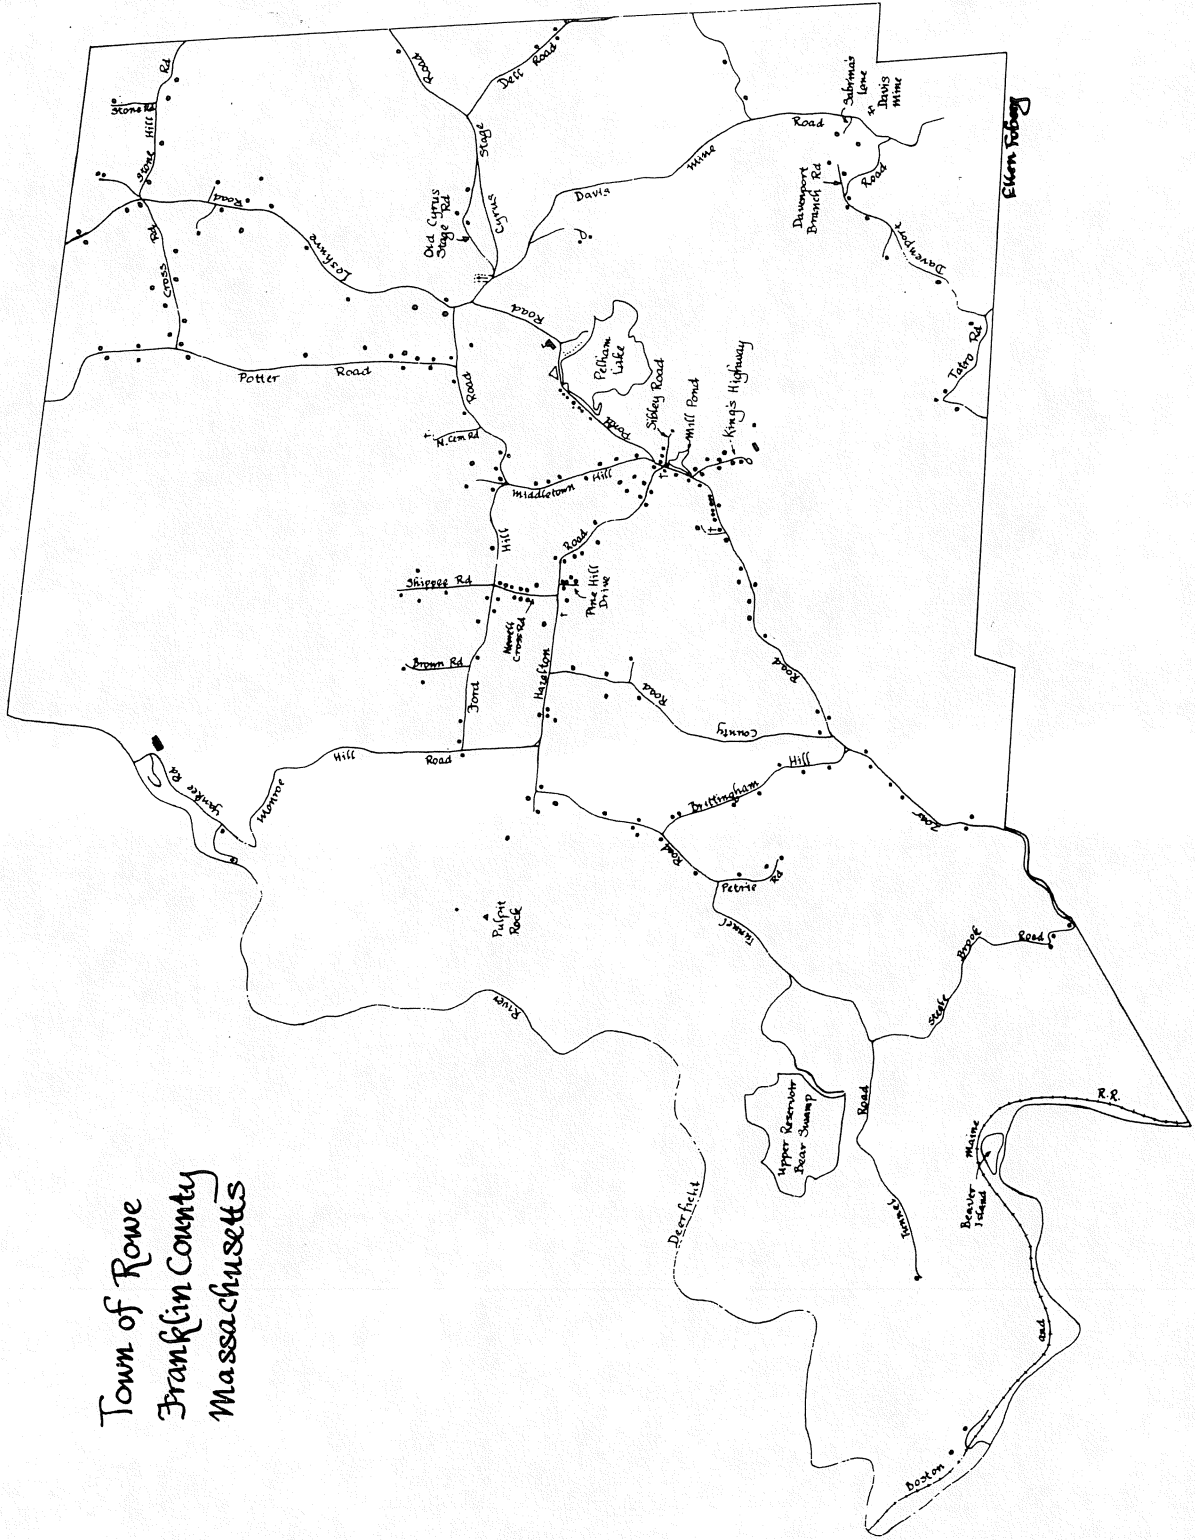 Town of Rowe
Franklin County
Massachusetts
Stone Rd
Stone
Hill
Rd
Road
Leshure
Cross
Rd
Potter
Road
Road
Stage
Cyrus
Dell
Road
Old Cyrus
Stage Rd
Davis
Mine
Road
Sabrina's
Lane
Davis
Mine
Davenport
Branch Rd
Road
Davenport
Tatro Rd
Road
Pelham
Lake
Pond
Sibley Road
Mill Pond
King's Highway
Road
N. Cem Rd
Middletown
Hill
Hill
Ford
Shippee Rd
Brown Rd
Newell
Cross Rd
Pine Hill
Drive
Road
Hazelton
Road
County
Road
Hill
Brittingham
Yankee Rd
Monroe
Hill
Road
Pulpit
Rock
Road
Petrie
Rd
Tunnel
Road
Tunnel
Steele
Brook
Road
River
Deerfield
Upper Reservoir
Bear Swamp
Beaver
Island
Boston
and
Maine
R.R.